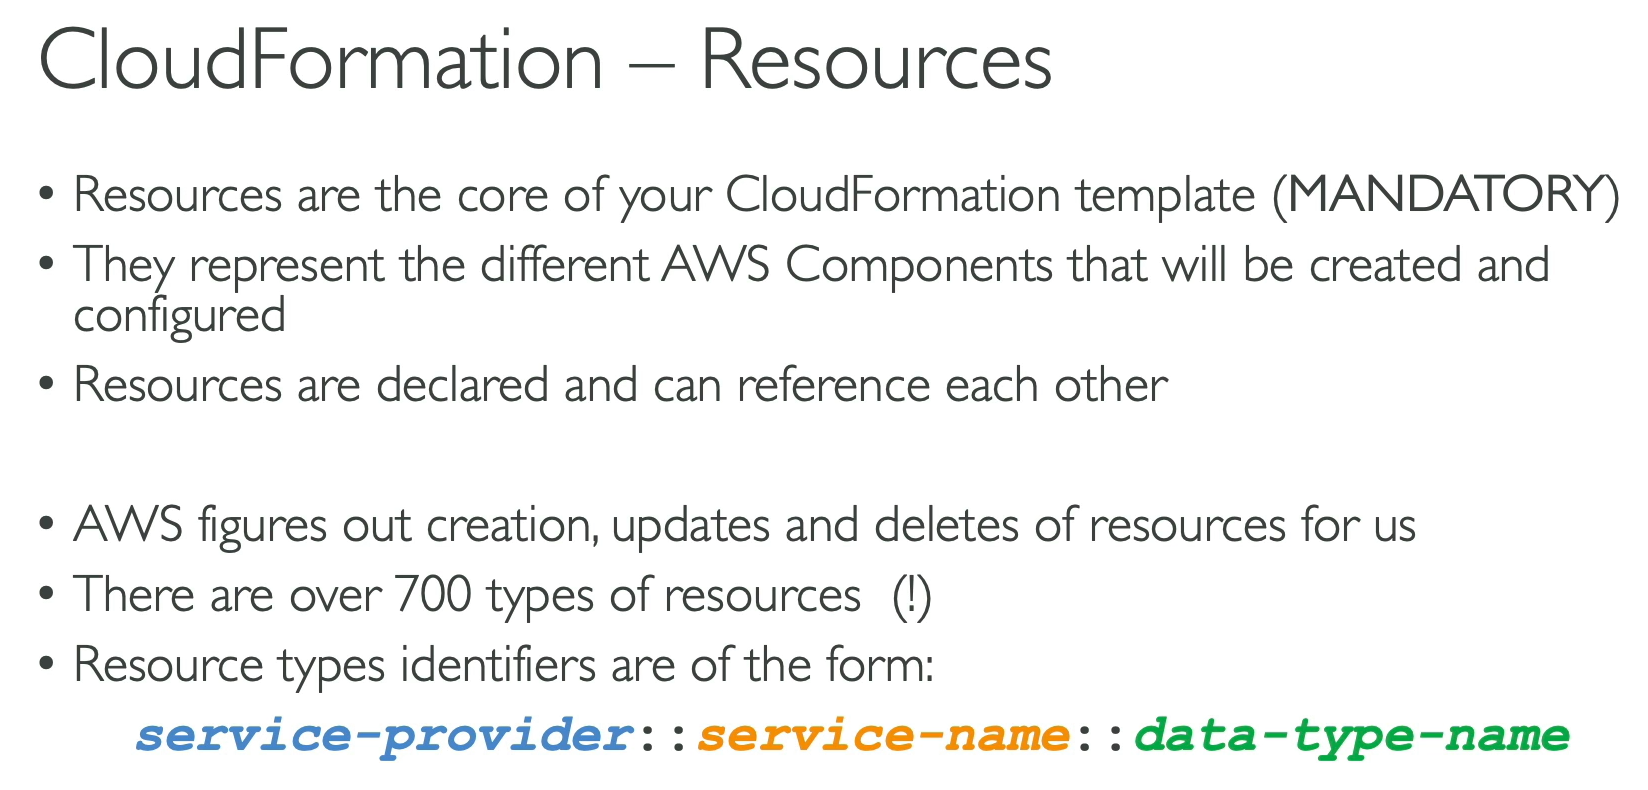 CloudFormation – Resources
• Resources are the core of your CloudFormation template (MANDATORY)
• They represent the different AWS Components that will be created and
configured
• Resources are declared and can reference each other
• AWS figures out creation, updates and deletes of resources for us
• There are over 700 types of resources (!)
• Resource types identifiers are of the form:
service-provider::service-name::data-type-name